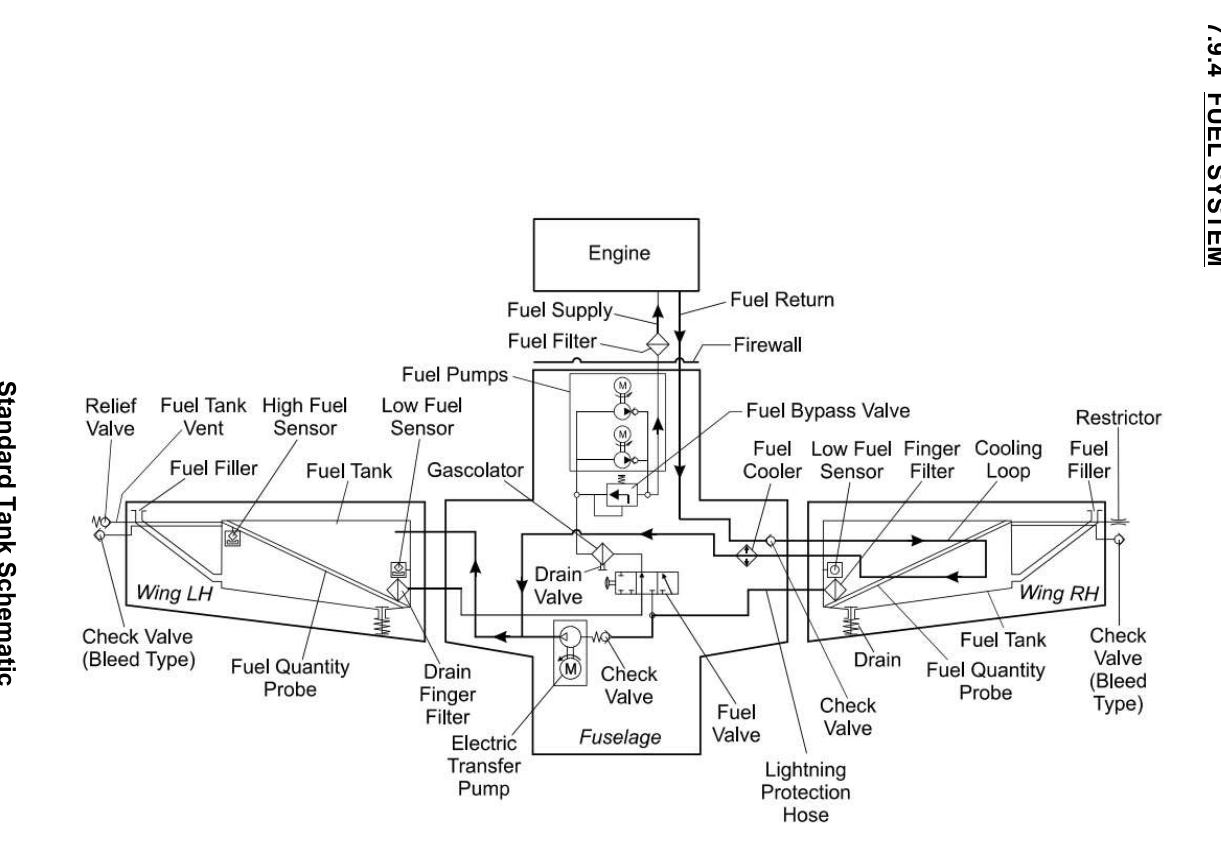 7.9.4 FUEL SYSTEM
Standard Tank Schematic
Engine
Fuel Supply
Fuel Return
Fuel Filter
Firewall
Fuel Pumps
M
M
Fuel Bypass Valve
Relief
Valve
Fuel Tank
Vent
High Fuel
Sensor
Low Fuel
Sensor
Fuel Filler
Fuel Tank
Gascolator
Fuel
Cooler
Low Fuel
Sensor
Finger
Filter
Cooling
Loop
Fuel
Filler
Restrictor
Wing LH
Drain
Valve
Wing RH
Check Valve
(Bleed Type)
Fuel Quantity
Probe
Drain
Finger
Filter
M
Check
Valve
Fuel
Valve
Electric
Transfer
Pump
Fuselage
Drain
Fuel Tank
Fuel Quantity
Probe
Check
Valve
(Bleed
Type)
Check
Valve
Lightning
Protection
Hose